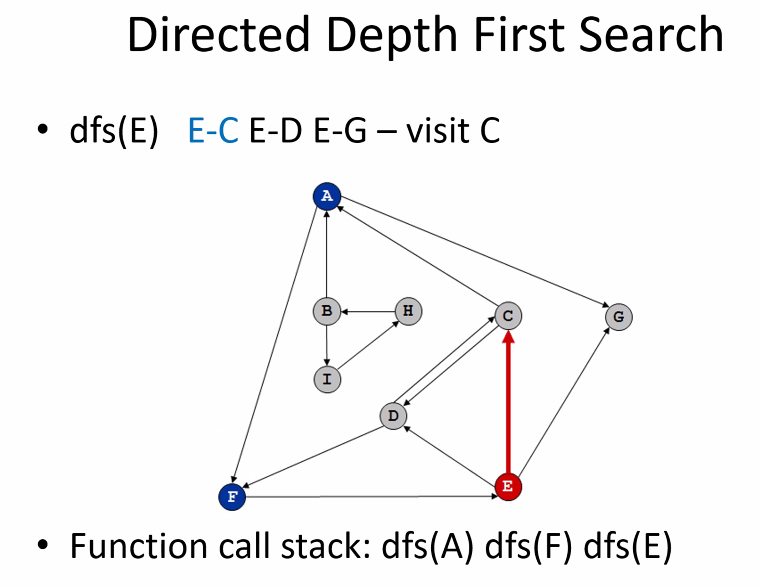 Directed Depth First Search
• dfs(E) E-C E-D E-G – visit C
A
B
H
C
G
I
D
E
F
• Function call stack: dfs(A) dfs(F) dfs(E)